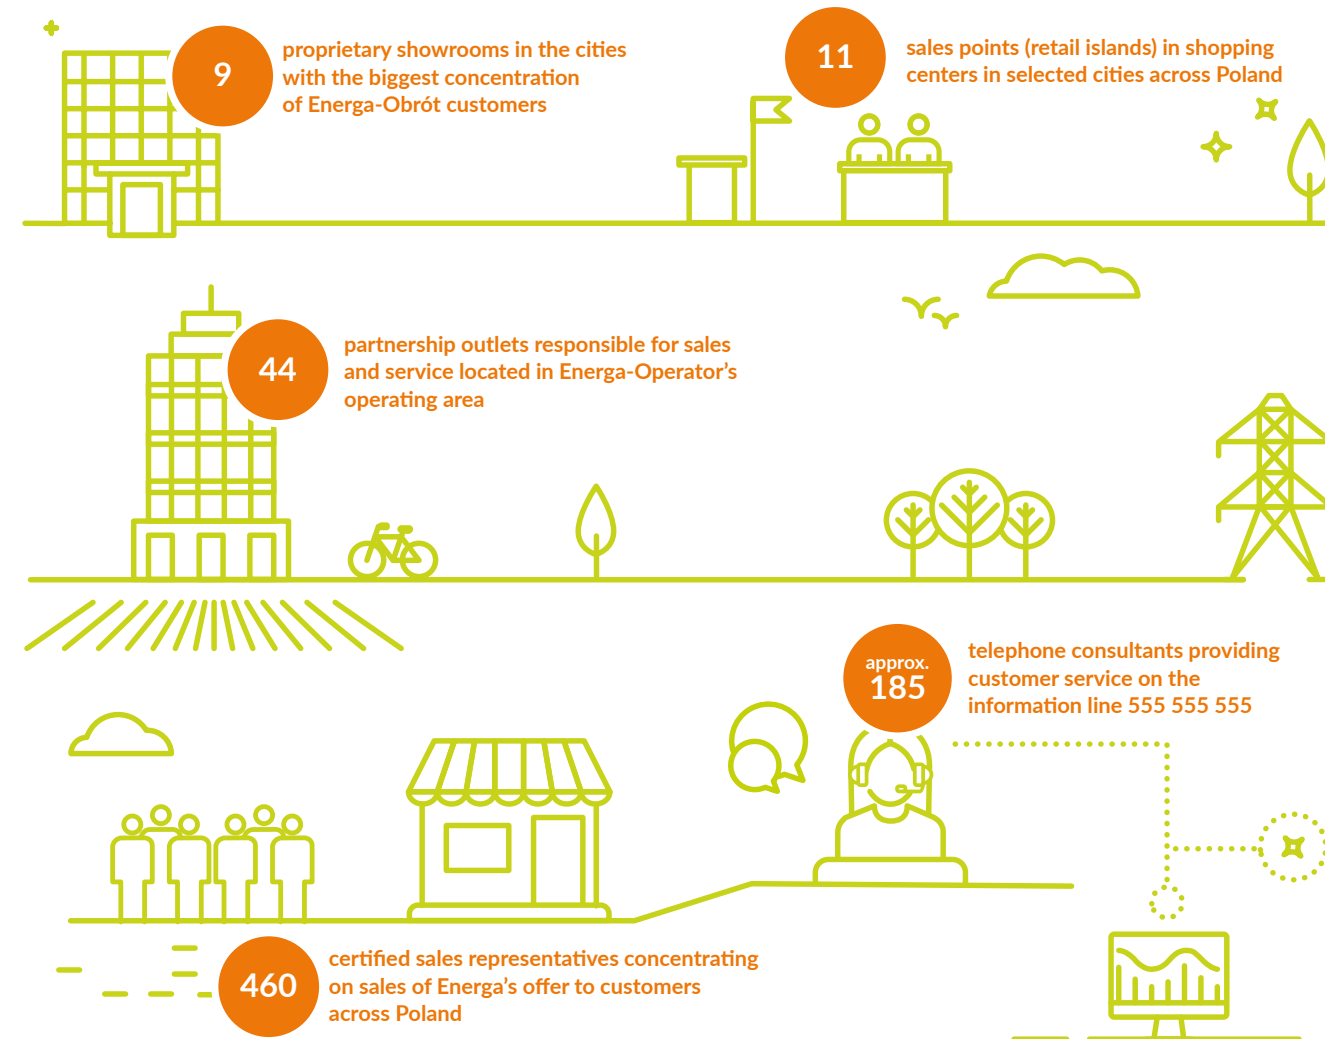 9
proprietary showrooms in the cities
with the biggest concentration
of Energa-Obrót customers
11
sales points (retail islands) in shopping
centers in selected cities across Poland
44
partnership outlets responsible for sales
and service located in Energa-Operator’s
operating area
approx.
185
telephone consultants providing
customer service on the
information line 555 555 555
460
certified sales representatives concentrating
on sales of Energa’s offer to customers
across Poland